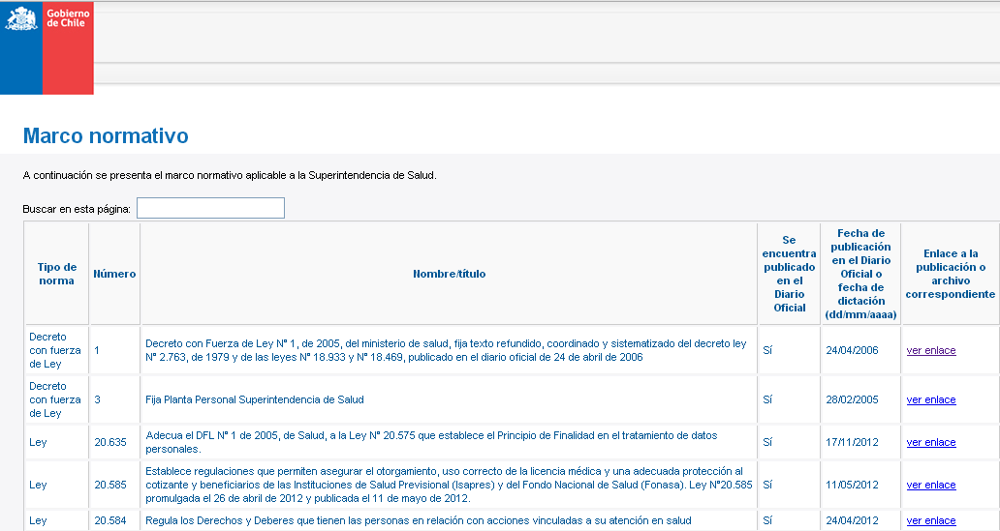 Gobierno
de Chile
Marco normativo
A continuación se presenta el marco normativo aplicable a la Superintendencia de Salud.
Buscar en esta página:
Tipo de
norma
Número
Nombre/título
Se
encuentra
publicado
en el
Diario
Oficial
Fecha de
publicación
en el Diario
Oficial o
fecha de
dictación
(dd/mm/aaaa)
Enlace a la
publicación o
archivo
correspondiente
Decreto
con fuerza
de Ley
1
Decreto con Fuerza de Ley N° 1, de 2005, del ministerio de salud, fija texto refundido, coordinado y sistematizado del decreto ley
N° 2.763, de 1979 y de las leyes N° 18.933 y N° 18.469, publicado en el diario oficial de 24 de abril de 2006
Sí
24/04/2006
ver enlace
Decreto
con fuerza
de Ley
3
Fija Planta Personal Superintendencia de Salud
Sí
28/02/2005
ver enlace
Ley
20.635
Adecua el DFL N° 1 de 2005, de Salud, a la Ley N° 20.575 que establece el Principio de Finalidad en el tratamiento de datos
personales.
Sí
17/11/2012
ver enlace
Ley
20.585
Establece regulaciones que permiten asegurar el otorgamiento, uso correcto de la licencia médica y una adecuada protección al
cotizante y beneficiarios de las Instituciones de Salud Previsional (Isapres) y del Fondo Nacional de Salud (Fonasa). Ley N°20.585
promulgada el 26 de abril de 2012 y publicada el 11 de mayo de 2012.
Sí
11/05/2012
ver enlace
Ley
20.584
Regula los Derechos y Deberes que tienen las personas en relación con acciones vinculadas a su atención en salud
Sí
24/04/2012
ver enlace